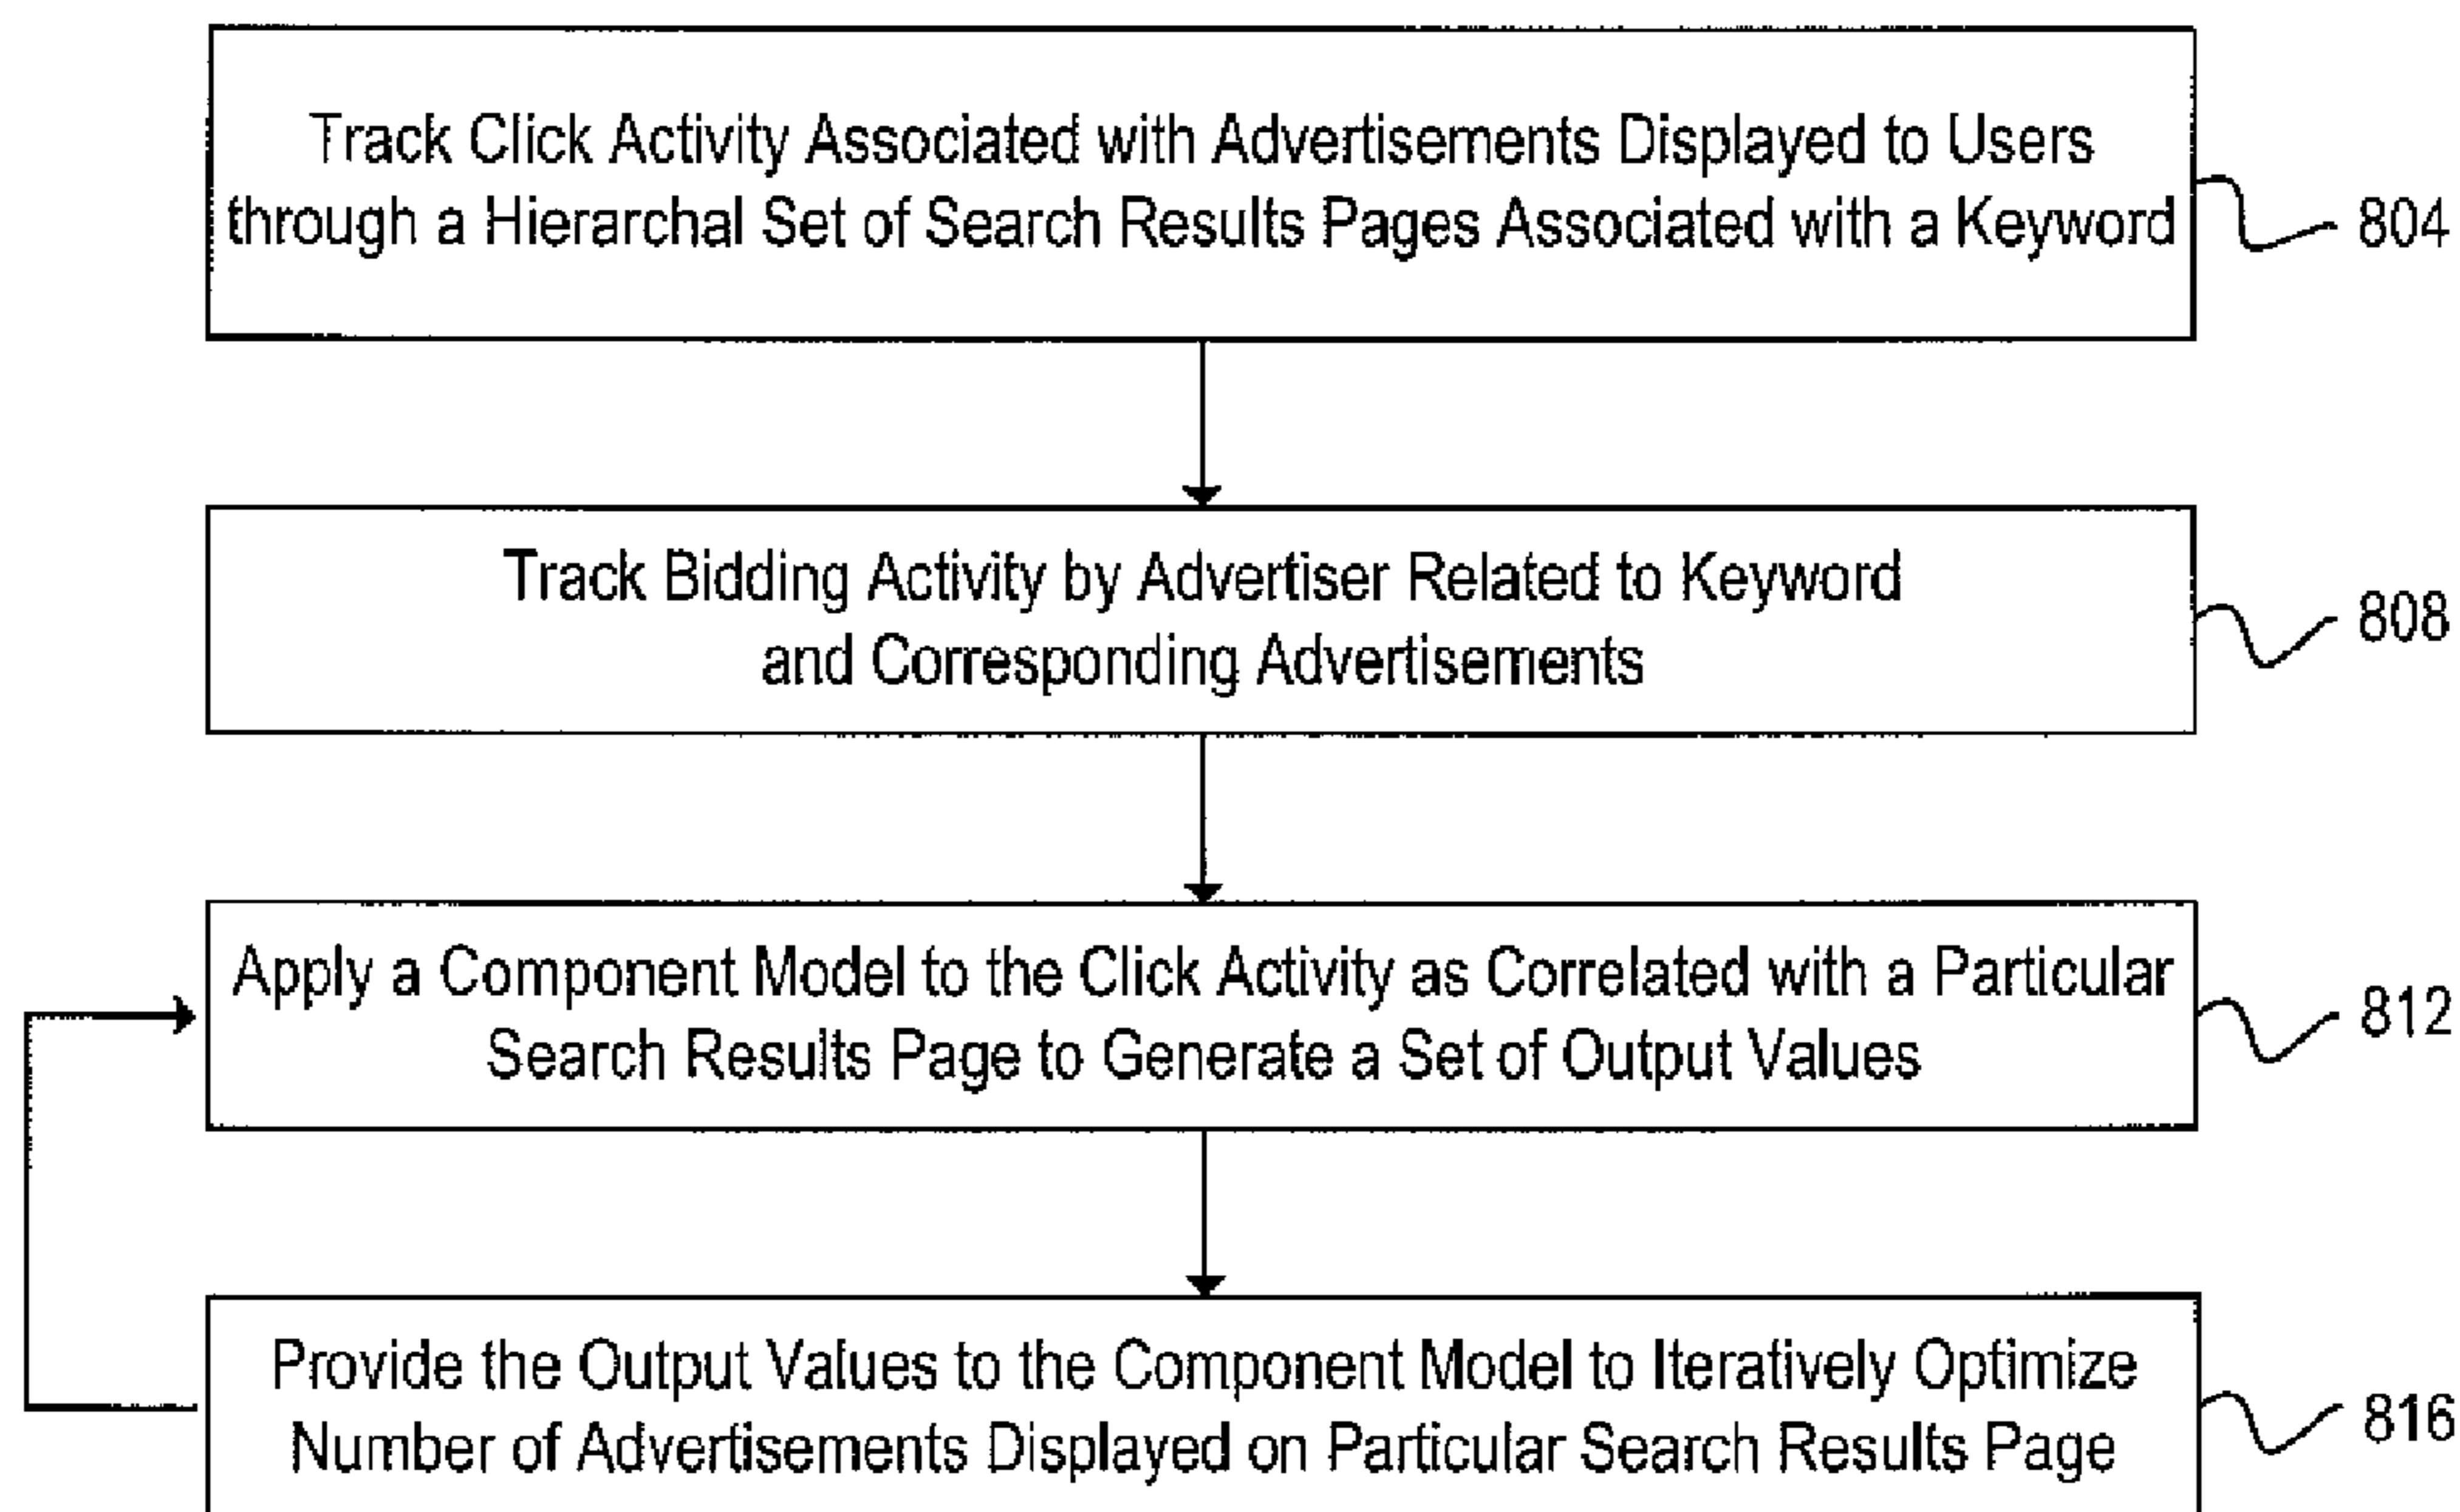 Track Click Activity Associated with Advertisements Displayed to Users
through a Hierarchal Set of Search Results Pages Associated with a Keyword
804
Track Bidding Activity by Advertiser Related to Keyword
and Corresponding Advertisements
808
Apply a Component Model to the Click Activity as Correlated with a Particular
Search Results Page to Generate a Set of Output Values
812
Provide the Output Values to the Component Model to Iteratively Optimize
Number of Advertisements Displayed on Particular Search Results Page
816